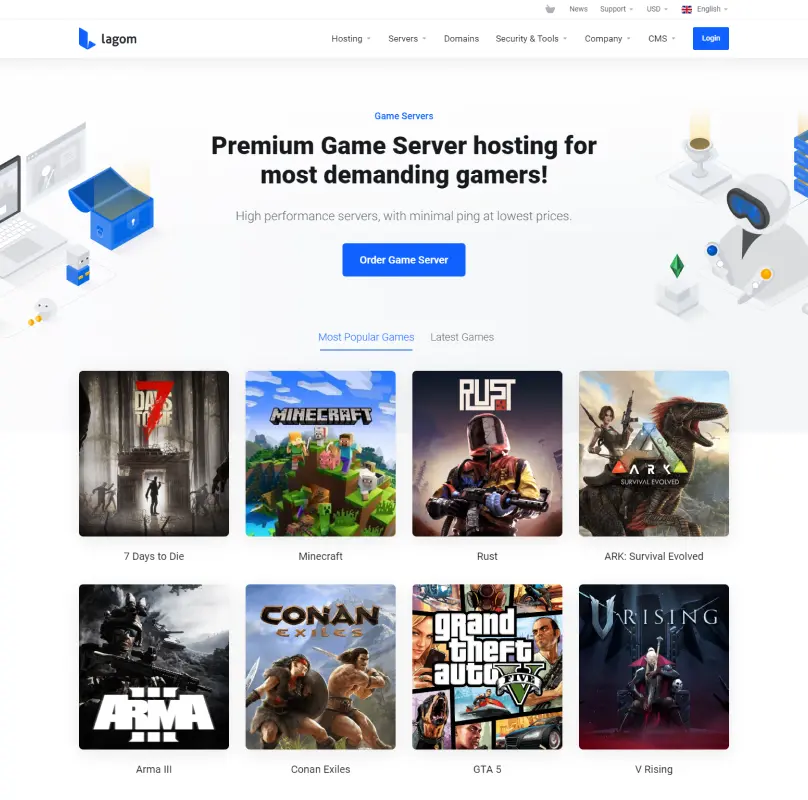 News
Support
USD
English
lagom
Hosting
Servers
Domains
Security & Tools
Company
CMS
Login
Game Servers
Premium Game Server hosting for
most demanding gamers!
High performance servers, with minimal ping at lowest prices.
Order Game Server
Most Popular Games
Latest Games
7
DAYS
TO DIE
MINECRAFT
RUST
ARK
SURVIVAL EVOLVED
7 Days to Die
Minecraft
Rust
ARK: Survival Evolved
ARMA
III
CONAN
EXILES
grand
theft
auto
V
FIVE
V RISING
Arma III
Conan Exiles
GTA 5
V Rising